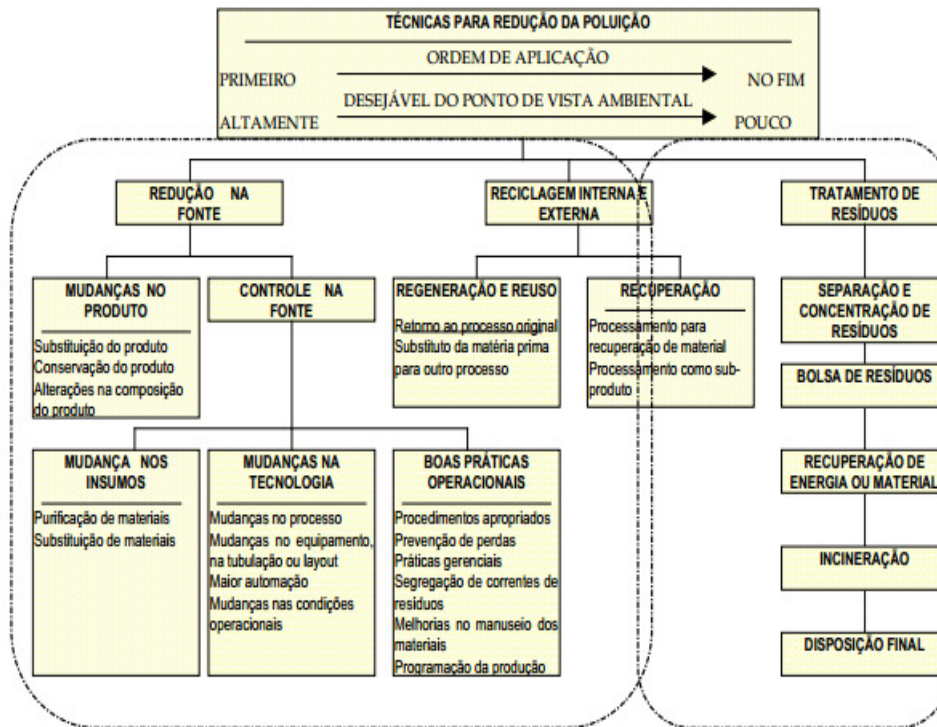 TÉCNICAS PARA REDUÇÃO DA POLUIÇÃO
ORDEM DE APLICAÇÃO
PRIMEIRO
NO FIM
DESEJÁVEL DO PONTO DE VISTA AMBIENTAL
ALTAMENTE
POUCO
REDUÇÃO NA
FONTE
RECICLAGEM INTERNA E
EXTERNA
TRATAMENTO DE
RESÍDUOS
MUDANÇAS NO
PRODUTO
Substituição do produto
Conservação do produto
Alterações na composição
do produto
CONTROLE NA
FONTE
REGENERAÇÃO E REUSO
Retorno ao processo original
Substituto da matéria prima
para outro processo
RECUPERAÇÃO
Processamento para
recuperação de material
Processamento como sub-
produto
SEPARAÇÃO E
CONCENTRAÇÃO DE
RESÍDUOS
BOLSA DE RESÍDUOS
MUDANÇA NOS
INSUMOS
Purificação de materiais
Substituição de materiais
MUDANÇAS NA
TECNOLOGIA
Mudanças no processo
Mudanças no equipamento,
na tubulação ou layout
Maior automação
Mudanças nas condições
operacionais
BOAS PRÁTICAS
OPERACIONAIS
Procedimentos apropriados
Prevenção de perdas
Práticas gerenciais
Segregação de correntes de
resíduos
Melhorias no manuseio dos
materiais
Programação da produção
RECUPERAÇÃO DE
ENERGIA OU MATERIAL
INCINERAÇÃO
DISPOSIÇÃO FINAL